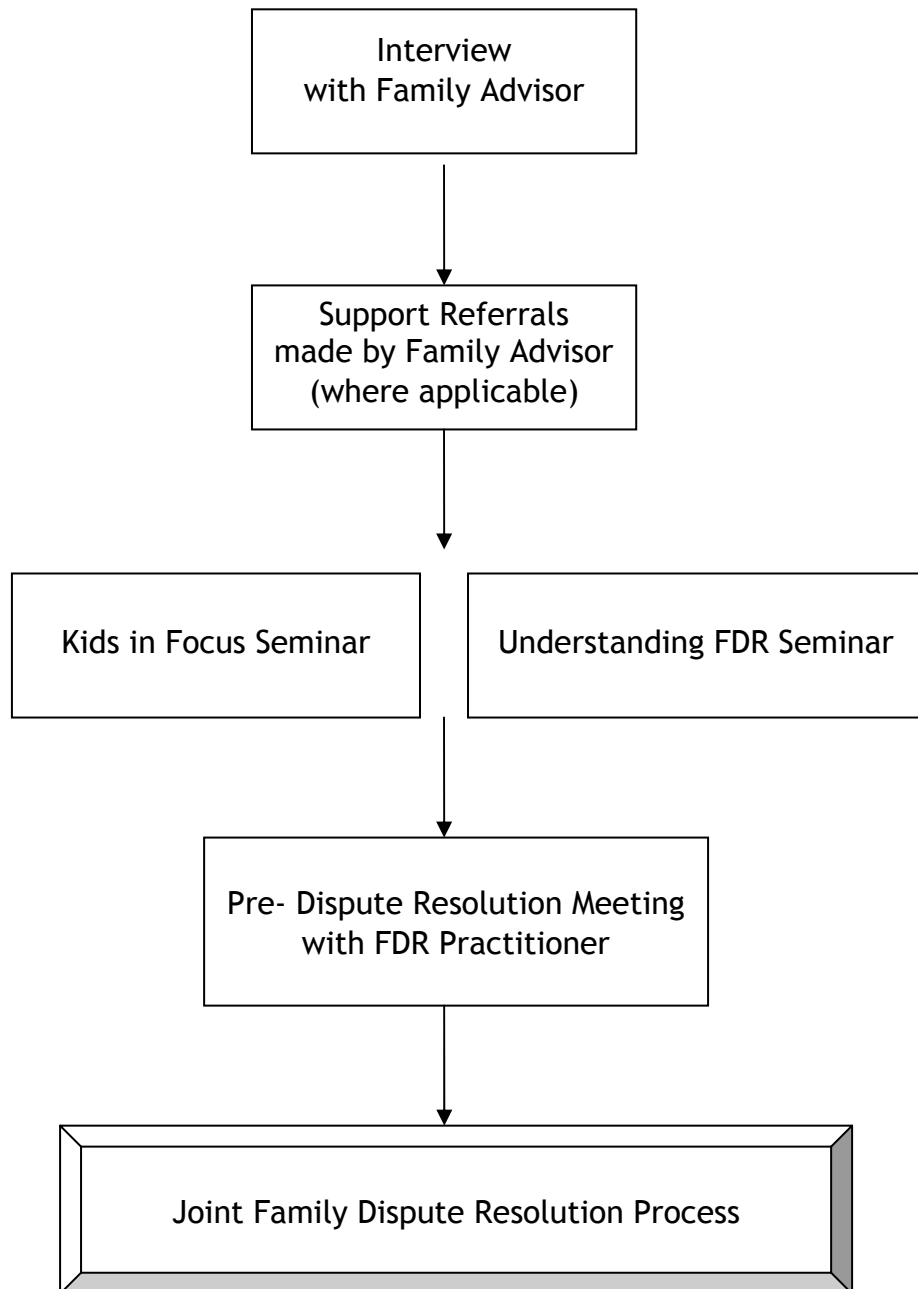 Interview
with Family Advisor
Support Referrals
made by Family Advisor
(where applicable)
Kids in Focus Seminar
Understanding FDR Seminar
Pre- Dispute Resolution Meeting
with FDR Practitioner
Joint Family Dispute Resolution Process